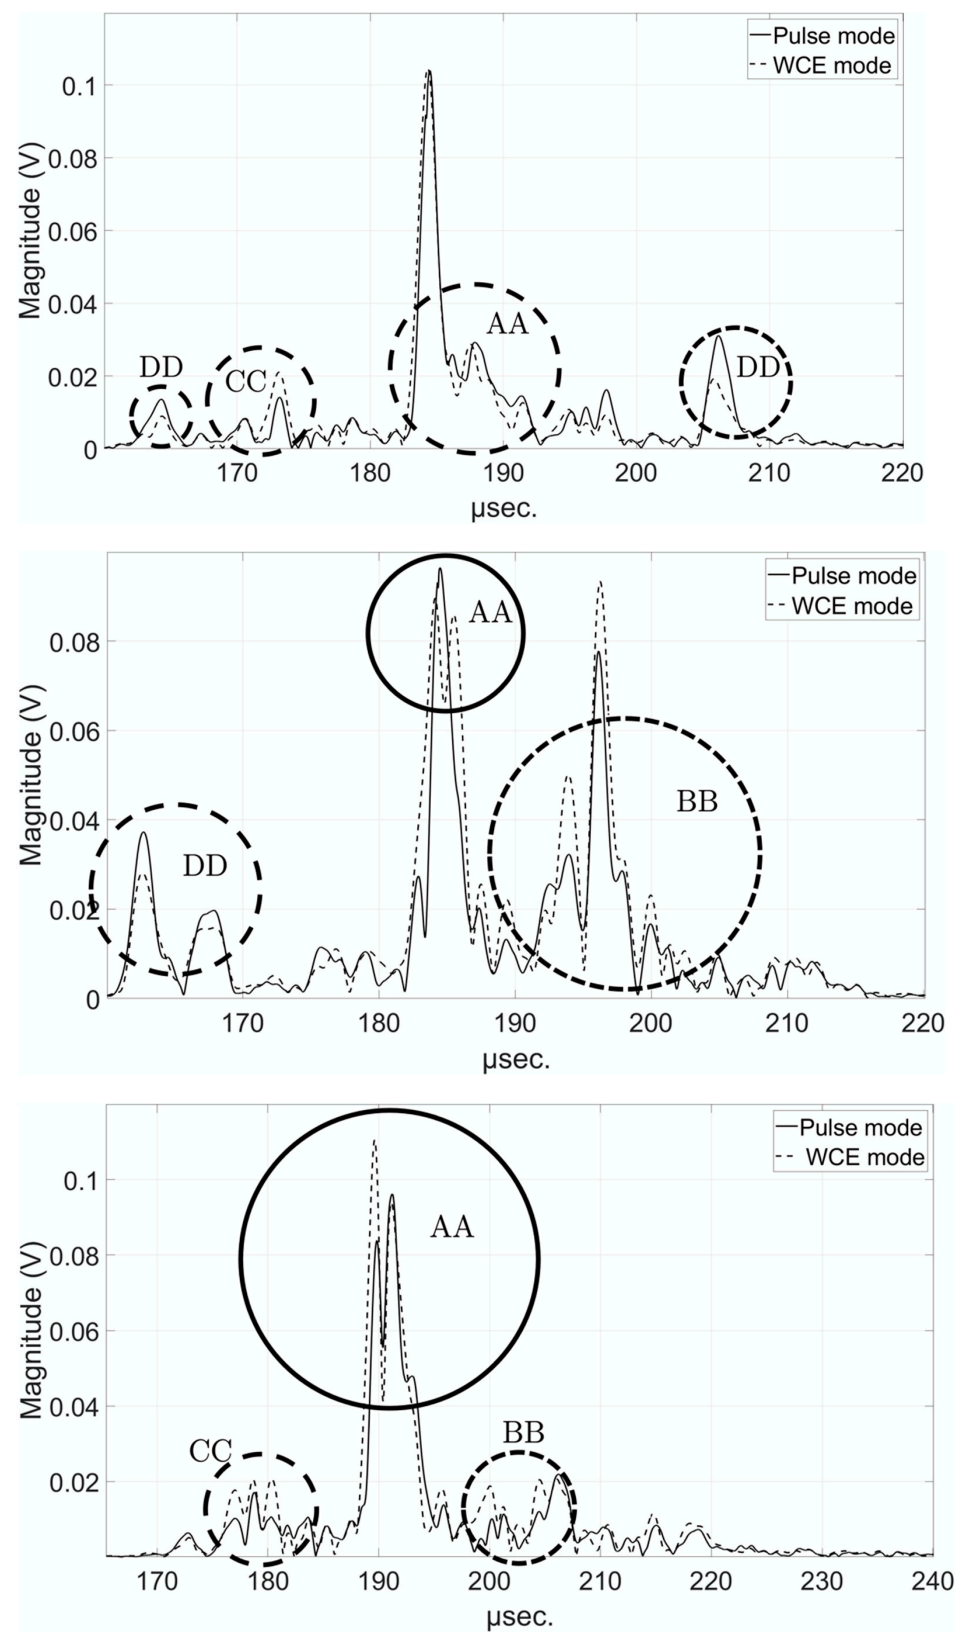 Pulse mode
WCE mode
0.1
0.08
0.06
0.04
0.02
0
Magnitude (V)
DD
CC
AA
DD
170 180 190 200 210 220
µsec.
Pulse mode
WCE mode
0.08
0.06
0.04
0.02
0
Magnitude (V)
AA
BB
DD
170 180 190 200 210 220
µsec.
Pulse mode
WCE mode
0.1
0.08
0.06
0.04
0.02
Magnitude (V)
AA
CC
BB
170 180 190 200 210 220 230 240
µsec.